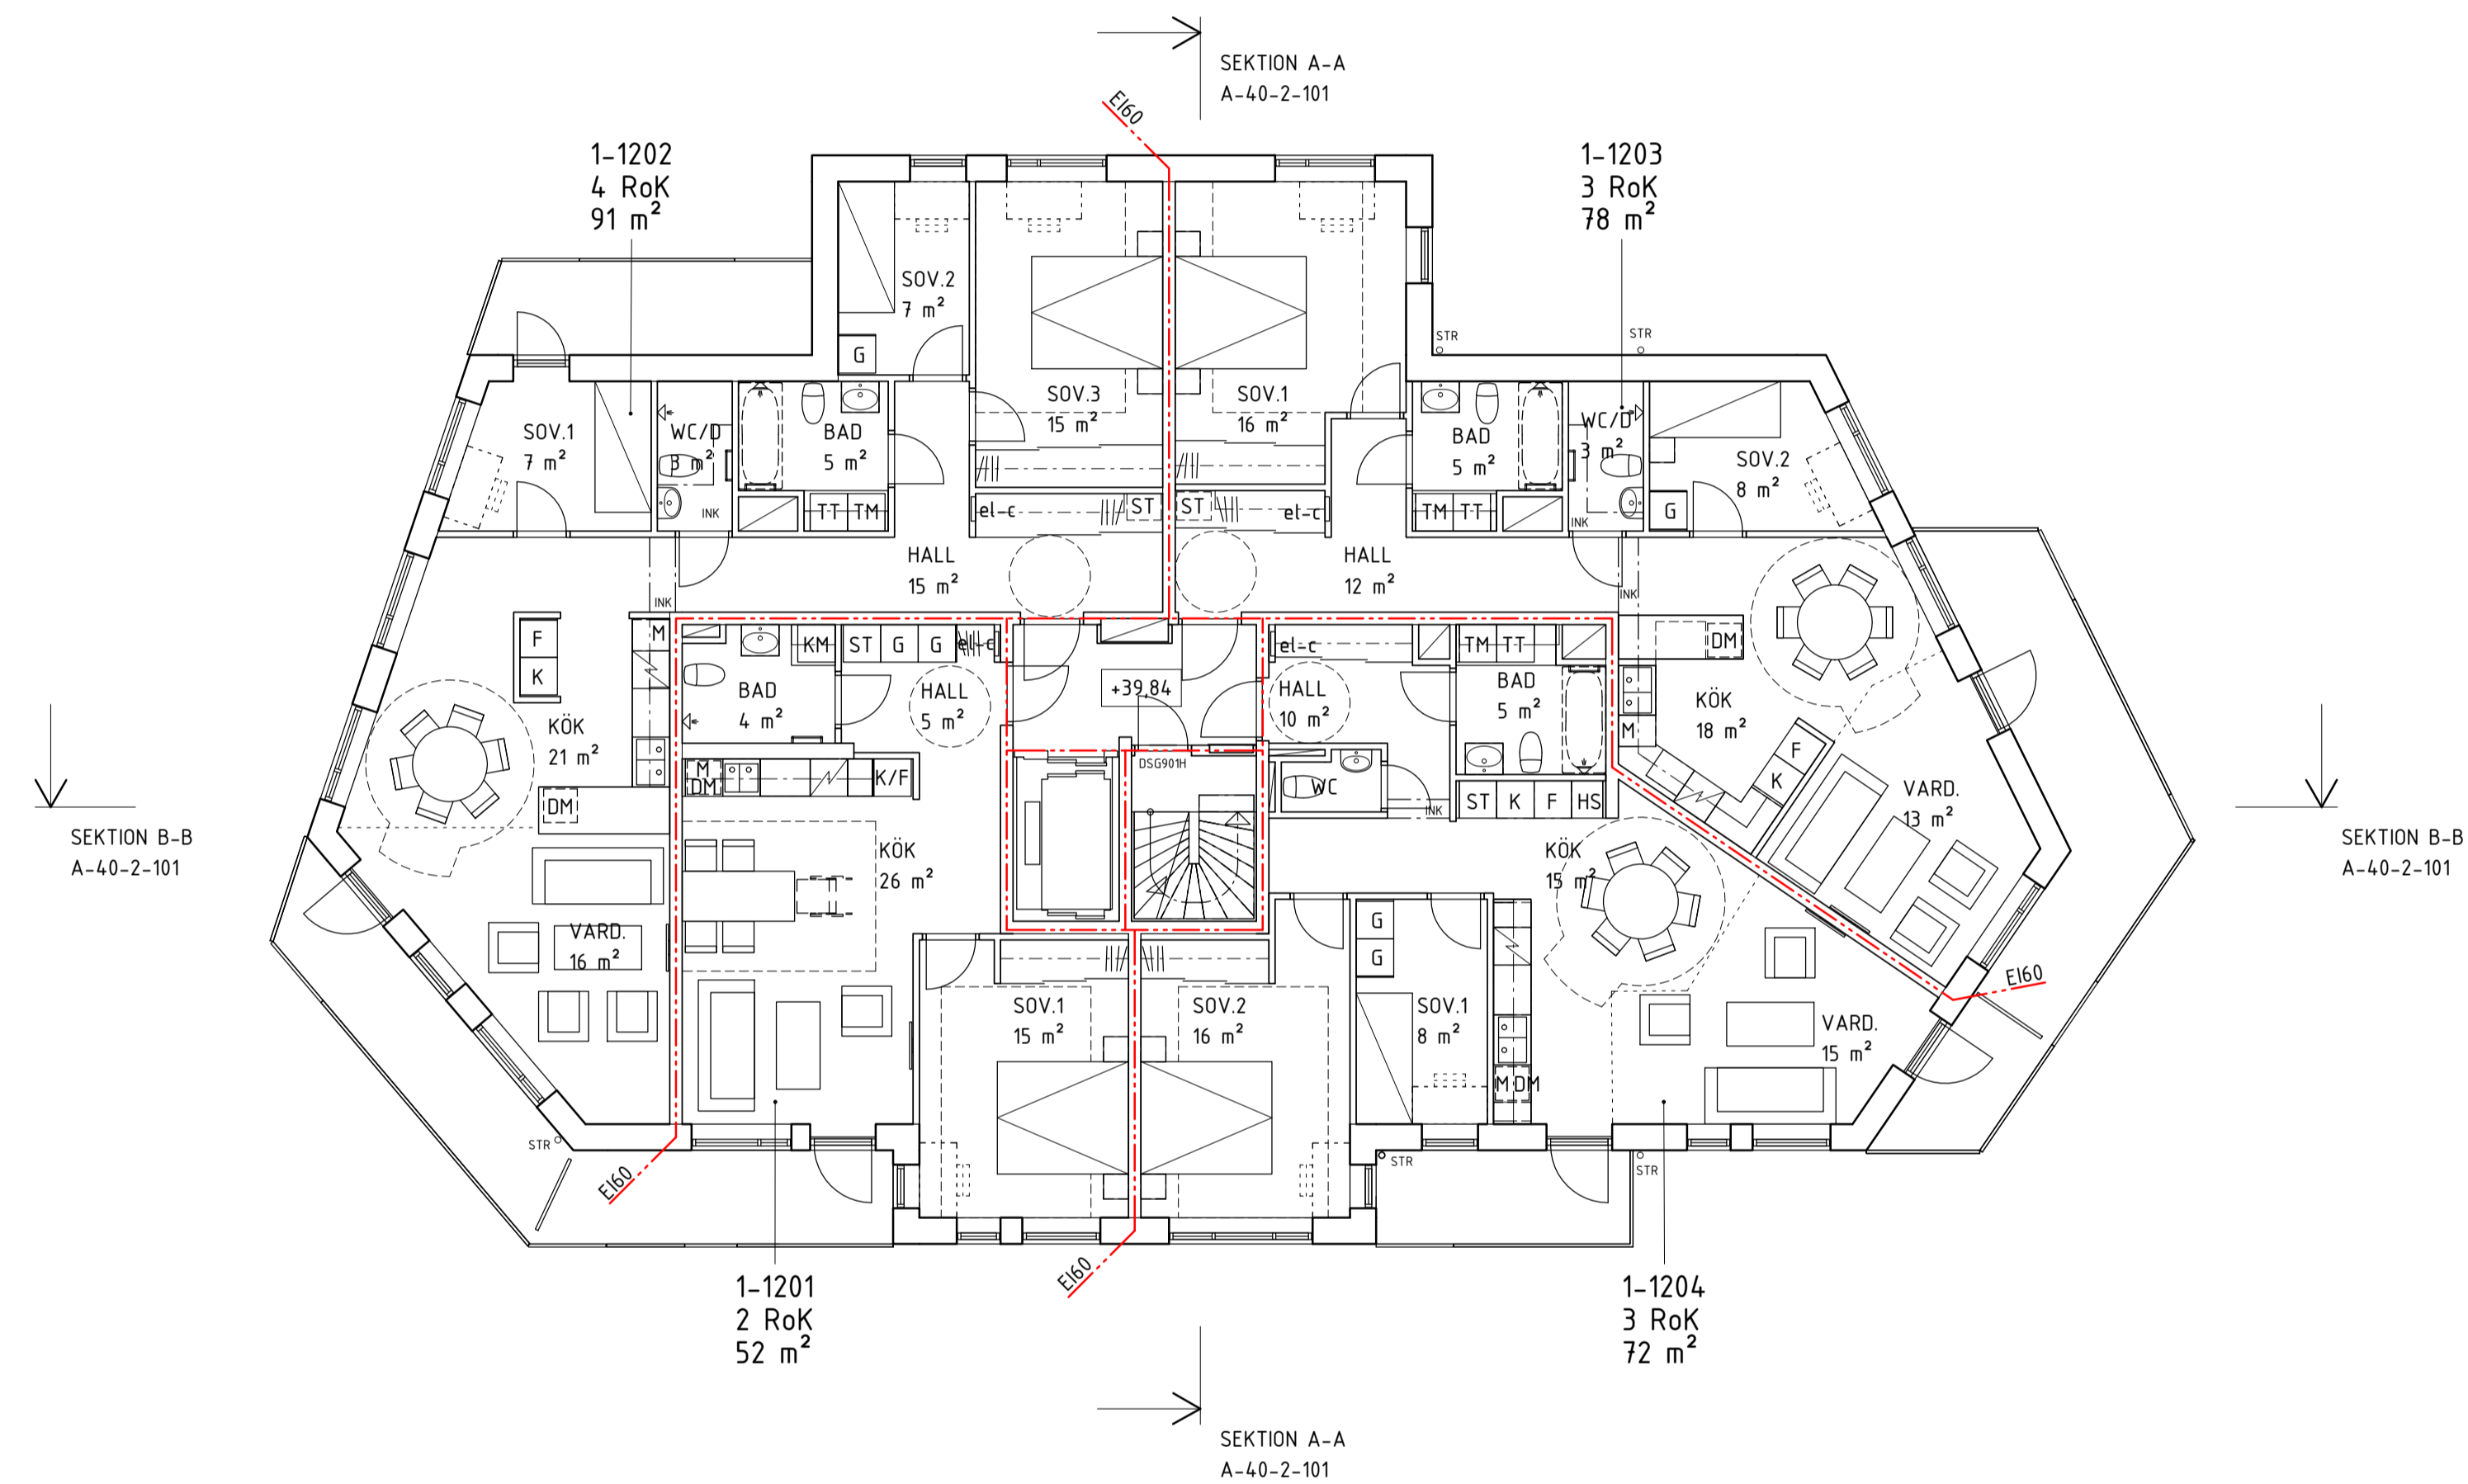 SEKTION A-A
A-40-2-101
EI60
1-1202
4 RoK
91 m²
1-1203
3 RoK
78 m²
SOV.2
7 m²
G
STR
STR
SOV.3
15 m²
SOV.1
16 m²
SOV.1
7 m²
WC/D
3 m²
BAD
5 m²
BAD
5 m²
WC/D
3 m²
SOV.2
8 m²
G
INK
TT
TM
el-c
ST
ST
el-c
TM
TT
INK
HALL
15 m²
HALL
12 m²
INK
INK
F
K
M
KM
ST
G
G
el-c
el-c
TM
TT
DM
BAD
4 m²
HALL
5 m²
+39,84
HALL
10 m²
BAD
5 m²
KÖK
18 m²
M
F
K
KÖK
21 m²
DM
M
DM
K/F
DSG901H
WC
INK
ST
K
F
HS
VARD.
13 m²
SEKTION B-B
A-40-2-101
SEKTION B-B
A-40-2-101
KÖK
26 m²
KÖK
15 m²
VARD.
16 m²
G
G
EI60
SOV.1
15 m²
SOV.2
16 m²
SOV.1
8 m²
VARD.
15 m²
M DM
STR
STR
STR
EI60
EI60
1-1201
2 RoK
52 m²
1-1204
3 RoK
72 m²
SEKTION A-A
A-40-2-101